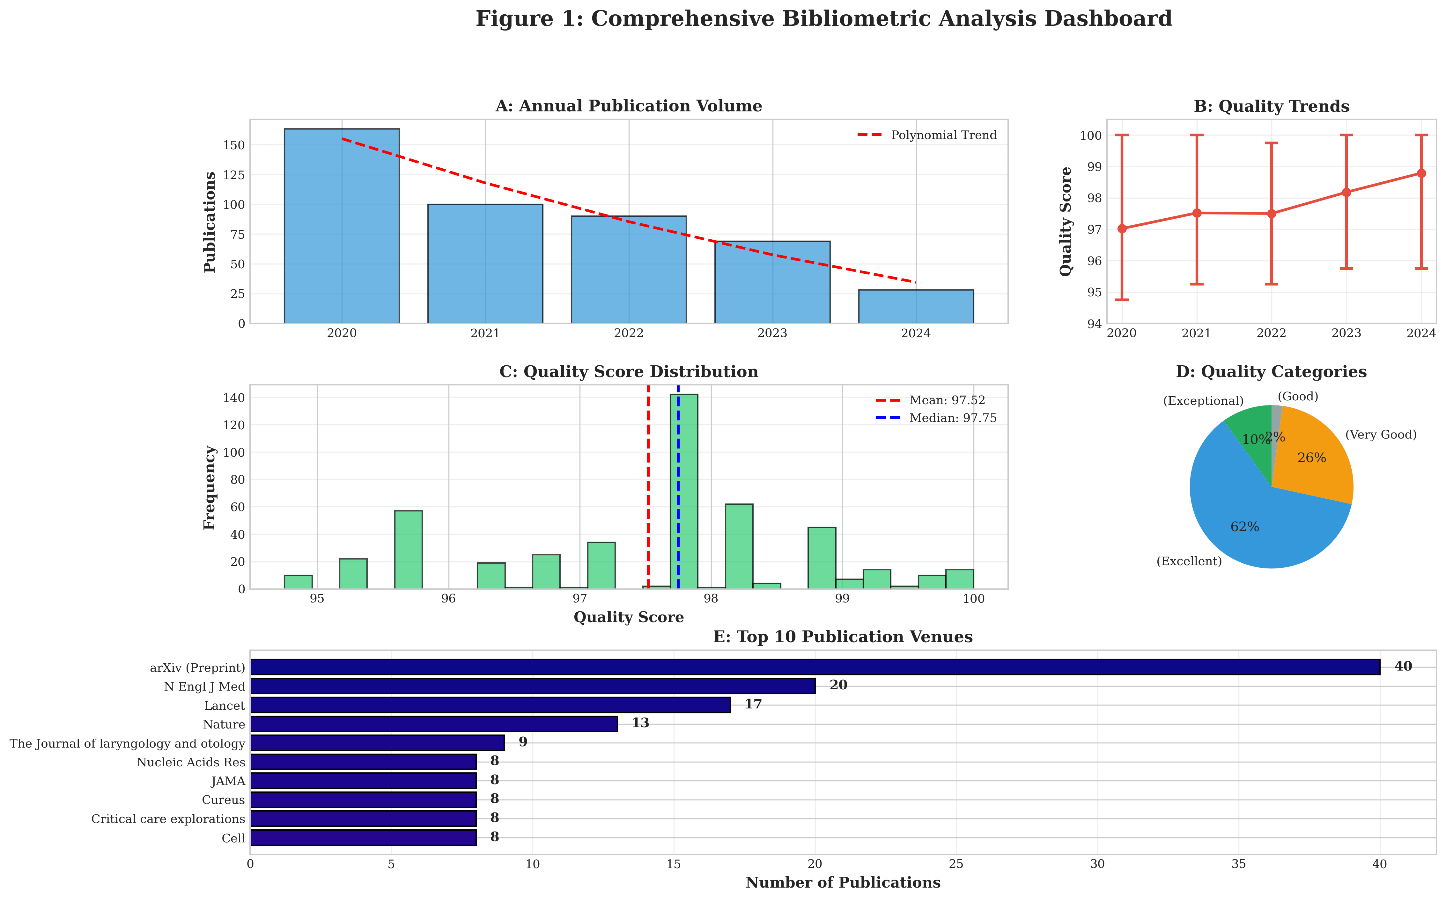 Figure 1: Comprehensive Bibliometric Analysis Dashboard
A: Annual Publication Volume
Publications
150
125
100
75
50
25
0
Polynomial Trend
2020 2021 2022 2023 2024
B: Quality Trends
Quality Score
100
99
98
97
96
95
94
2020 2021 2022 2023 2024
C: Quality Score Distribution
Frequency
140
120
100
80
60
40
20
0
Mean: 97.52
Median: 97.75
95 96 97 98 99 100
Quality Score
D: Quality Categories
(Good)
(Exceptional)
(Very Good)
10%
2%
26%
62%
(Excellent)
E: Top 10 Publication Venues
arXiv (Preprint) 40
N Engl J Med 20
Lancet 17
Nature 13
The Journal of laryngology and otology 9
Nucleic Acids Res 8
JAMA 8
Cureus 8
Critical care explorations 8
Cell 8
0 5 10 15 20 25 30 35 40
Number of Publications